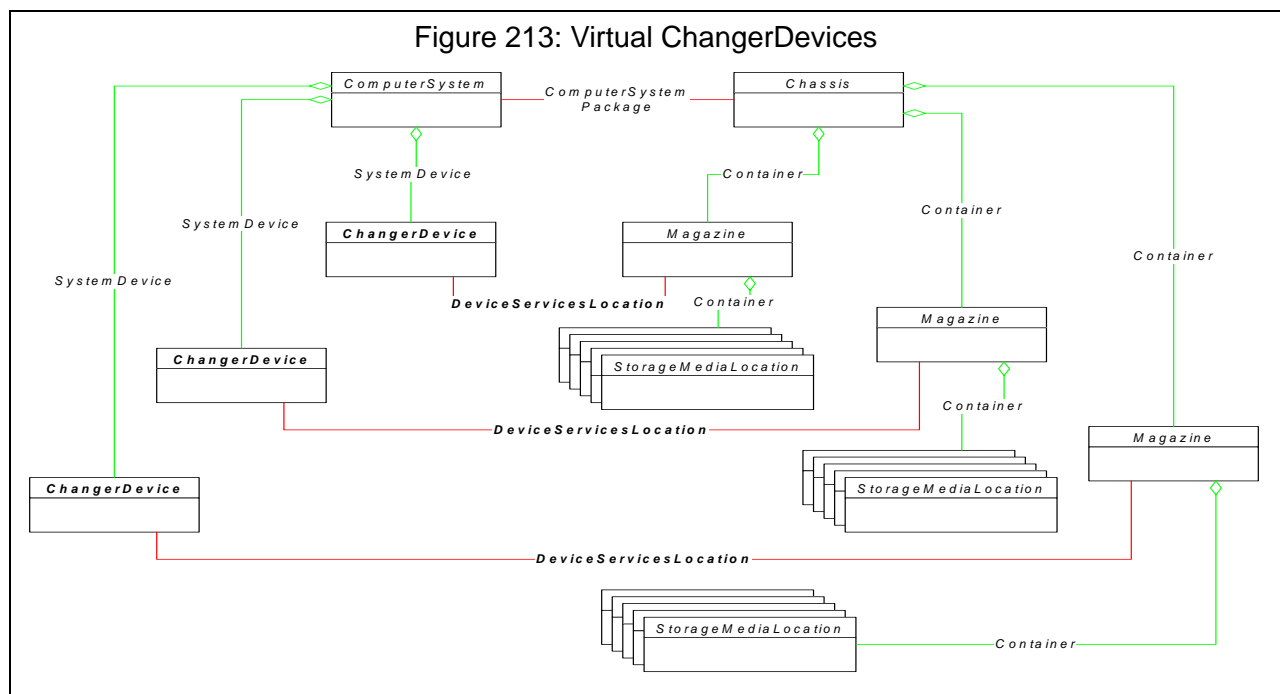 Figure 213: Virtual ChangerDevices
ComputerSystem
ComputerSystem
Package
Chassis
SystemDevice
Container
SystemDevice
Container
ChangerDevice
Magazine
SystemDevice
Container
DeviceServicesLocation
Container
Magazine
ChangerDevice
StorageMediaLocation
Container
DeviceServicesLocation
Magazine
ChangerDevice
StorageMediaLocation
DeviceServicesLocation
StorageMediaLocation
Container